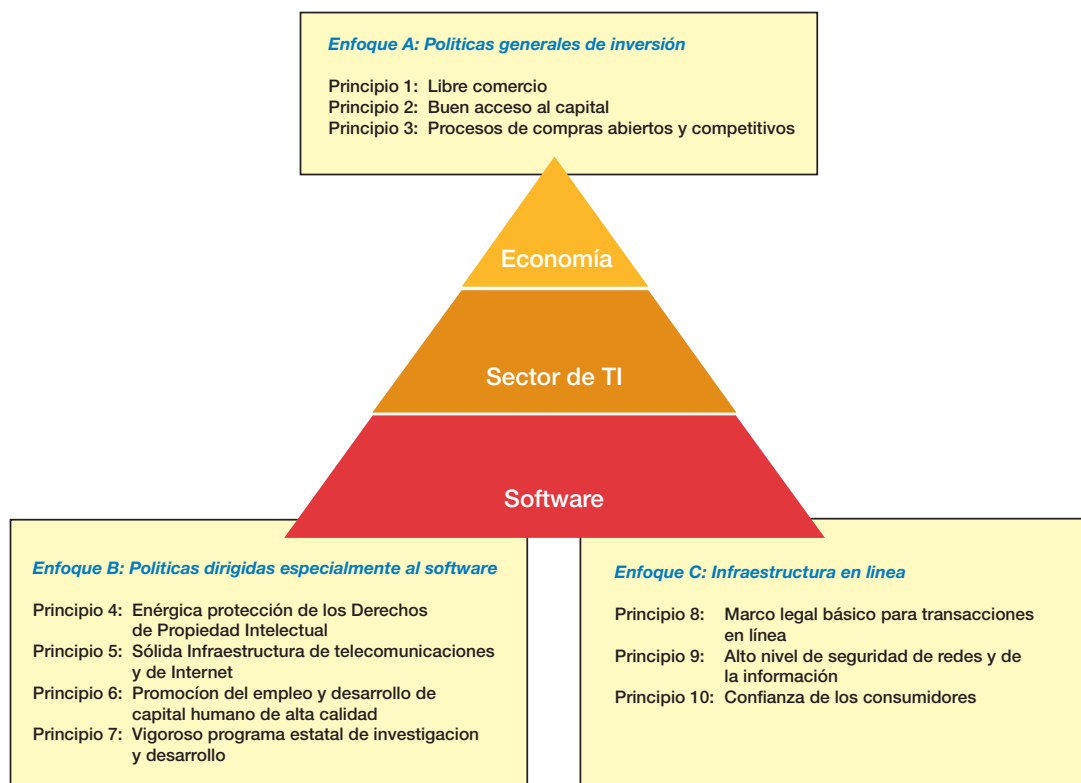 Enfoque A: Politicas generales de inversión
Principio 1: Libre comercio
Principio 2: Buen acceso al capital
Principio 3: Procesos de compras abiertos y competitivos
Economía
Sector de TI
Software
Enfoque B: Politicas dirigidas especialmente al software
Principio 4: Enérgica protección de los Derechos
de Propiedad Intelectual
Principio 5: Sólida Infraestructura de telecomunicaciones
y de Internet
Principio 6: Promocíon del empleo y desarrollo de
capital humano de alta calidad
Principio 7: Vigoroso programa estatal de investigacion
y desarrollo
Enfoque C: Infraestructura en linea
Principio 8: Marco legal básico para transacciones
en línea
Principio 9: Alto nivel de seguridad de redes y de
la información
Principio 10: Confianza de los consumidores